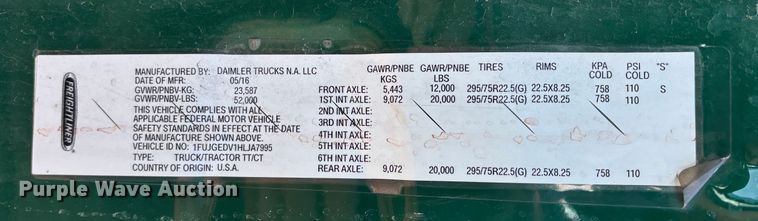 FREIGHTLINER
MANUFACTURED BY: DAIMLER TRUCKS N.A. LLC
DATE OF MFR: 05/16
GVWR/PNBV-KG: 23,587
GVWR/PNBV-LBS: 52,000
THIS VEHICLE COMPLIES WITH ALL
APPLICABLE FEDERAL MOTOR VEHICLE
SAFETY STANDARDS IN EFFECT AT THE DATE
OF MANUFACTURE SHOWN ABOVE.
VEHICLE ID NO: 1FUJGEDV1HLJA7995
TYPE: TRUCK/TRACTOR TT/CT
COUNTRY OF ORIGIN: U.S.A.
GAWR/PNBE KGS GAWR/PNBE LBS TIRES RIMS KPA COLD PSI COLD "S"
FRONT AXLE: 5,443 12,000 295/75R22.5(G) 22.5X8.25 758 110 S
1ST INT AXLE: 9,072 20,000 295/75R22.5(G) 22.5X8.25 758 110
2ND INT AXLE:
3RD INT AXLE:
4TH INT AXLE:
5TH INT AXLE:
6TH INT AXLE:
REAR AXLE: 9,072 20,000 295/75R22.5(G) 22.5X8.25 758 110
Purple Wave Auction